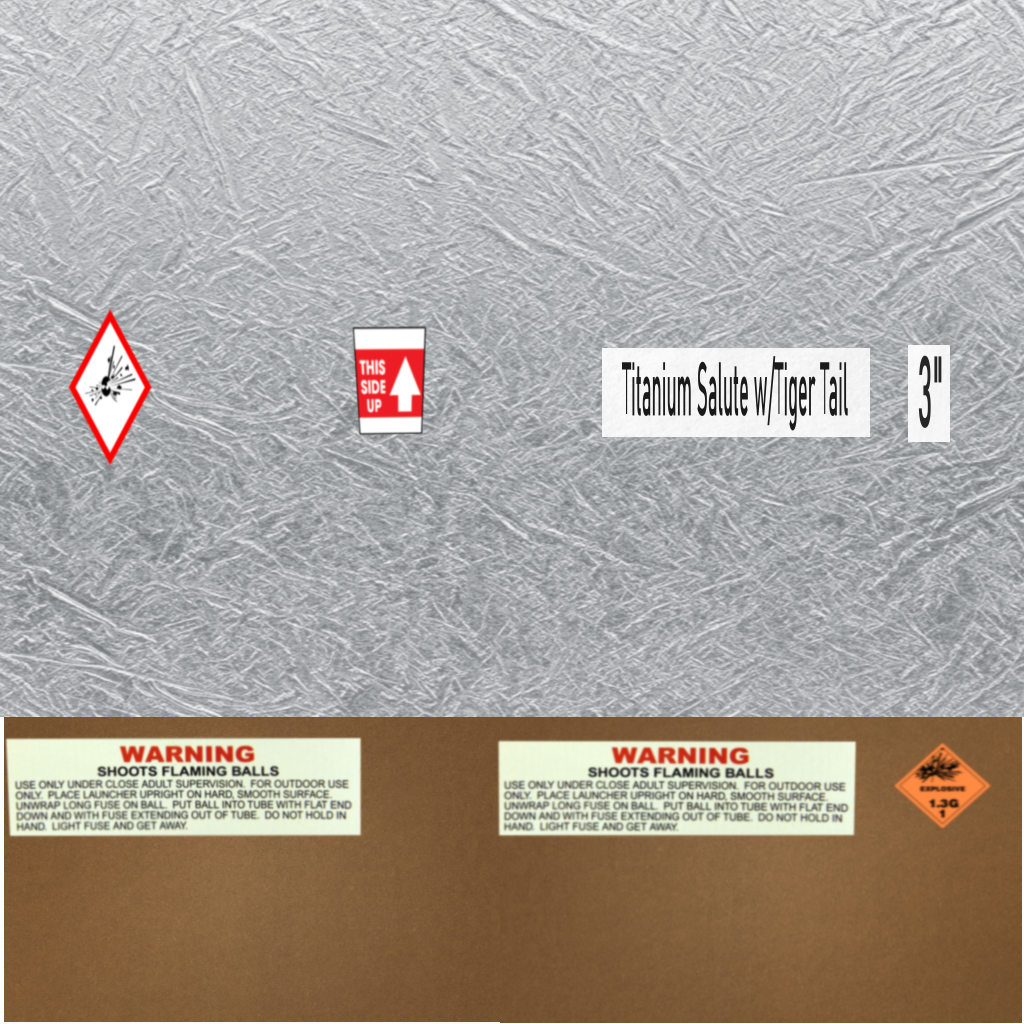 THIS
SIDE
UP
Titanium Salute w/Tiger Tail
3"
WARNING
SHOOTS FLAMING BALLS
USE ONLY UNDER CLOSE ADULT SUPERVISION. FOR OUTDOOR USE
ONLY. PLACE LAUNCHER UPRIGHT ON HARD, SMOOTH SURFACE.
UNWRAP LONG FUSE ON BALL. PUT BALL INTO TUBE WITH FLAT END
DOWN AND WITH FUSE EXTENDING OUT OF TUBE. DO NOT HOLD IN
HAND. LIGHT FUSE AND GET AWAY.
WARNING
SHOOTS FLAMING BALLS
USE ONLY UNDER CLOSE ADULT SUPERVISION. FOR OUTDOOR USE
ONLY. PLACE LAUNCHER UPRIGHT ON HARD, SMOOTH SURFACE.
UNWRAP LONG FUSE ON BALL. PUT BALL INTO TUBE WITH FLAT END
DOWN AND WITH FUSE EXTENDING OUT OF TUBE. DO NOT HOLD IN
HAND. LIGHT FUSE AND GET AWAY.
EXPLOSIVE
1.3G
1